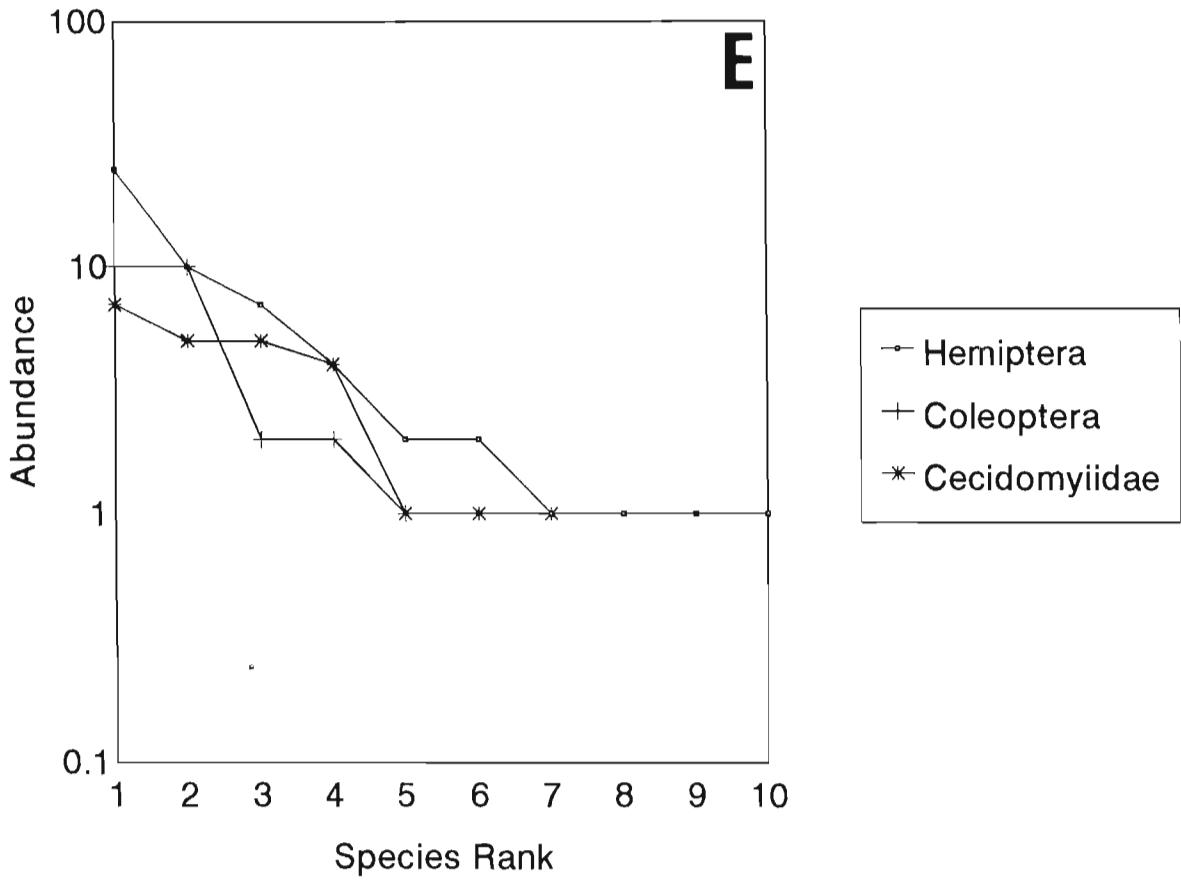 E
100
10
1
0.1
Abundance
1 2 3 4 5 6 7 8 9 10
Species Rank
Hemiptera
Coleoptera
Cecidomyiidae